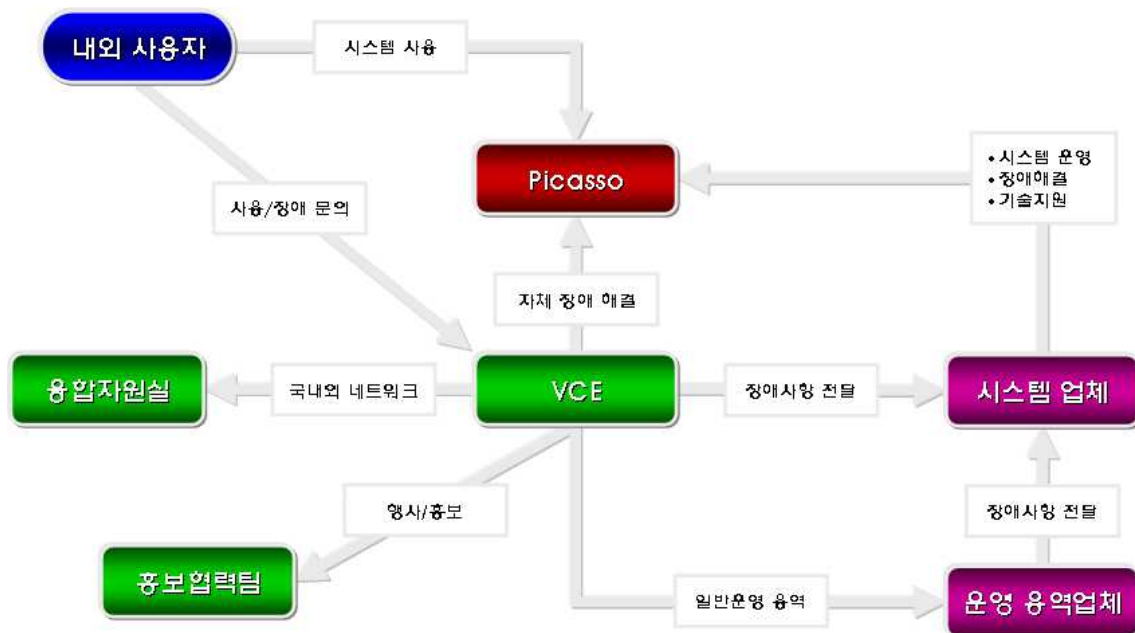 내외 사용자
시스템 사용
Picasso
• 시스템 운영
• 장애해결
• 기술지원
사용/장애 문의
자체 장애 해결
융합자원실
국내외 네트워크
VCE
장애사항 전달
시스템 업체
행사/홍보
장애사항 전달
홍보협력팀
일반운영 용역
운영 용역업체